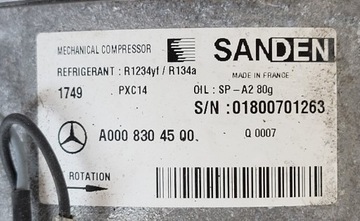 MECHANICAL COMPRESSOR SANDEN
REFRIGERANT : R1234yf / R134a MADE IN FRANCE
1749 PXC14 OIL : SP - A2 80g
S/N : 01800701263
A000 830 45 00 Q 0007
ROTATION